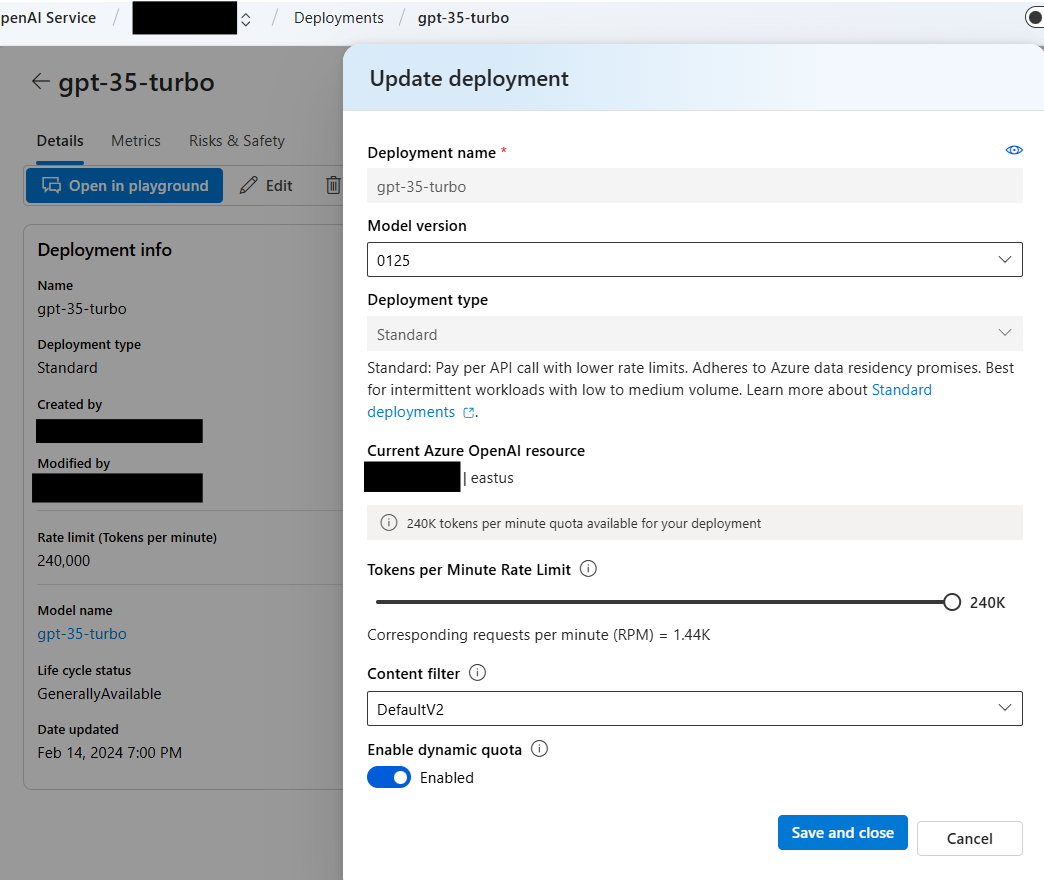 penAI Service / / Deployments / gpt-35-turbo
gpt-35-turbo
Details Metrics Risks & Safety
Open in playground Edit
Deployment info
Name
gpt-35-turbo
Deployment type
Standard
Created by
Modified by
Rate limit (Tokens per minute)
240,000
Model name
gpt-35-turbo
Life cycle status
GenerallyAvailable
Date updated
Feb 14, 2024 7:00 PM
Update deployment
Deployment name *
gpt-35-turbo
Model version
0125
Deployment type
Standard
Standard: Pay per API call with lower rate limits. Adheres to Azure data residency promises. Best
for intermittent workloads with low to medium volume. Learn more about Standard
deployments .
Current Azure OpenAI resource
| eastus
240K tokens per minute quota available for your deployment
Tokens per Minute Rate Limit
240K
Corresponding requests per minute (RPM) = 1.44K
Content filter
DefaultV2
Enable dynamic quota
Enabled
Save and close Cancel